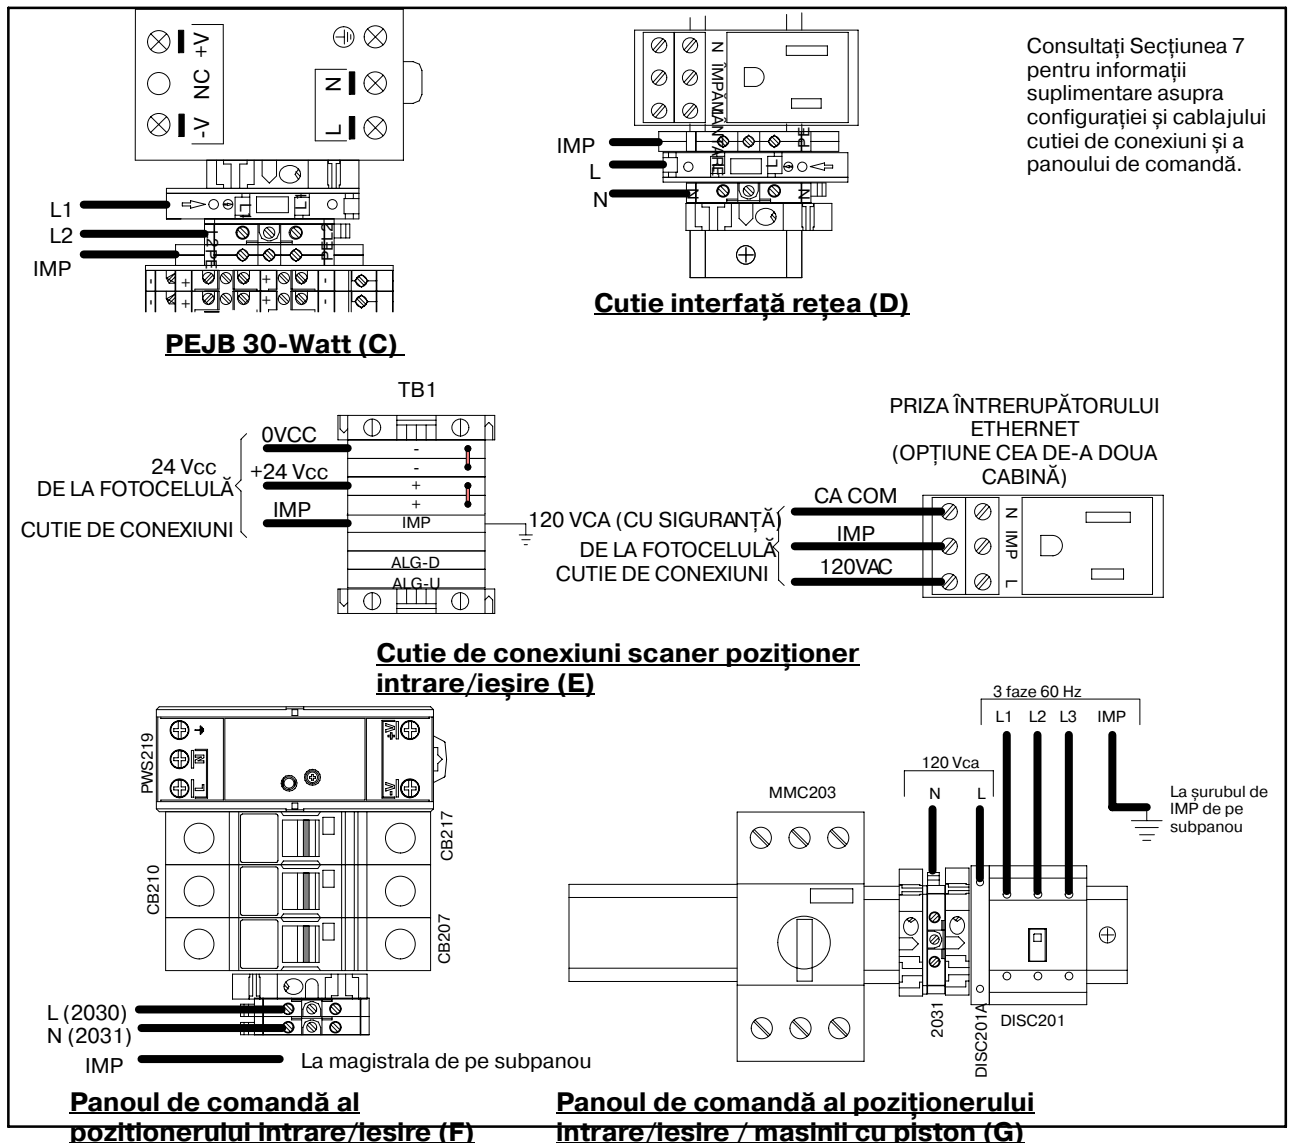 +V
NC
-V
N
L
L1
L2
IMP
L2
PE
PEL2
PEJB 30-Watt (C)
N ÎMPĂMÂNTARE
PE
IMP
L
N
N
N
Cutie interfață rețea (D)
Consultați Secțiunea 7
pentru informații
suplimentare asupra
configurației și cablajului
cutiei de conexiuni și a
panoului de comandă.
TB1
0VCC
24 Vcc
+24 Vcc
DE LA FOTOCELULĂ
IMP
CUTIE DE CONEXIUNI
-
-
+
+
IMP
ALG-D
ALG-U
PRIZA ÎNTRERUPĂTORULUI
ETHERNET
(OPȚIUNE CEA DE-A DOUA
CABINĂ)
CA COM
120 VCA (CU SIGURANȚĂ)
IMP
DE LA FOTOCELULĂ
120VAC
CUTIE DE CONEXIUNI
N IMP L
Cutie de conexiuni scaner poziționer
intrare/ieșire (E)
PWS219
N
L
+V
-V
CB217
CB210
CB207
L (2030)
N (2031)
IMP
La magistrala de pe subpanou
Panoul de comandă al
poziționerului intrare/ieșire (F)
3 faze 60 Hz
L1 L2 L3 IMP
120 Vca
N L
MMC203
La șurubul de
IMP de pe
subpanou
2031
DISC201A
DISC201
Panoul de comandă al poziționerului
intrare/ieșire / mașinii cu piston (G)